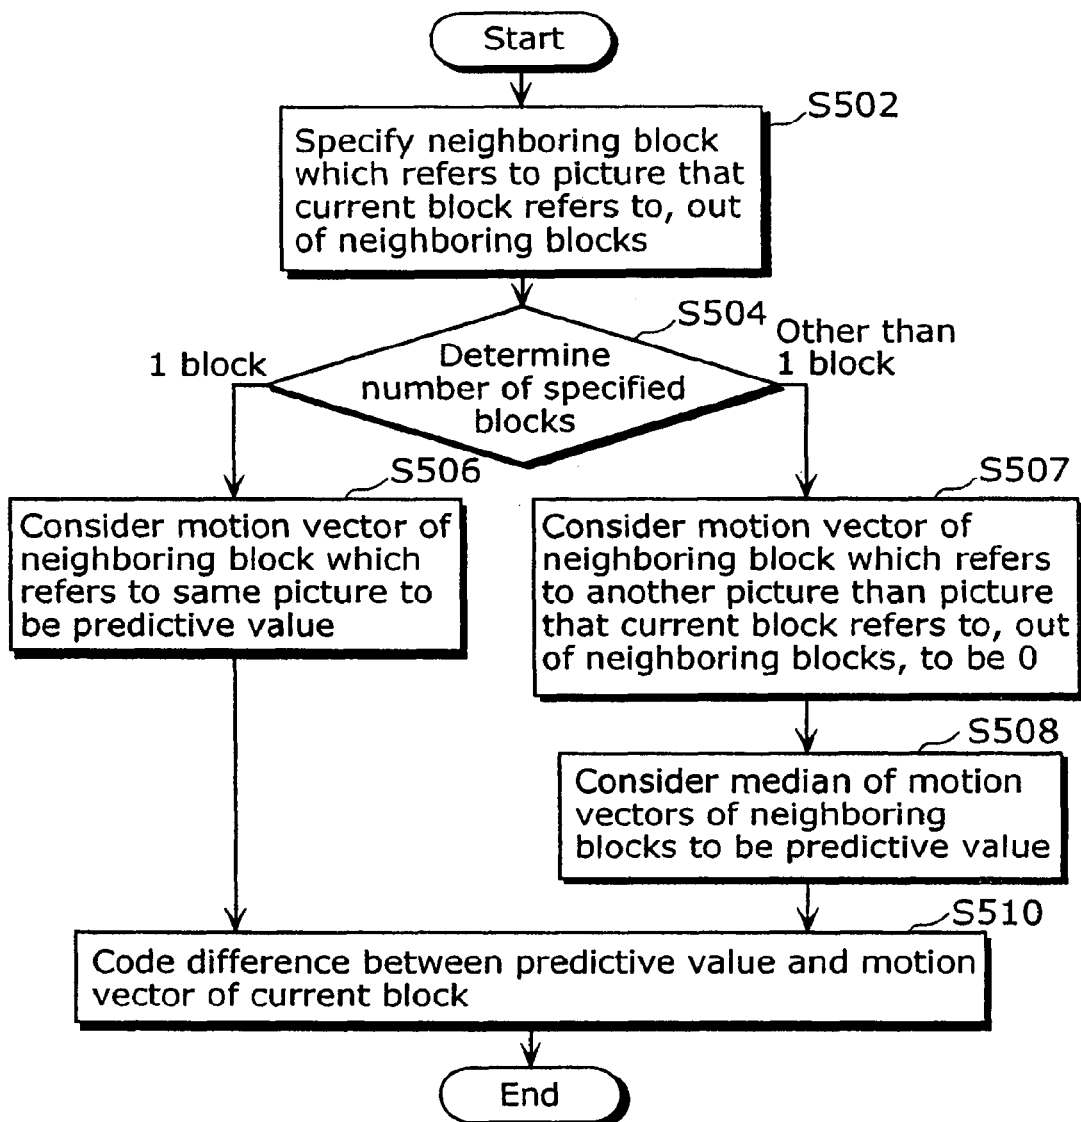 Start
S502
Specify neighboring block
which refers to picture that
current block refers to, out
of neighboring blocks
S504
1 block
Determine
number of specified
blocks
Other than
1 block
S506
Consider motion vector of
neighboring block which
refers to same picture to
be predictive value
S507
Consider motion vector of
neighboring block which refers
to another picture than picture
that current block refers to, out
of neighboring blocks, to be 0
S508
Consider median of motion
vectors of neighboring
blocks to be predictive value
S510
Code difference between predictive value and motion
vector of current block
End